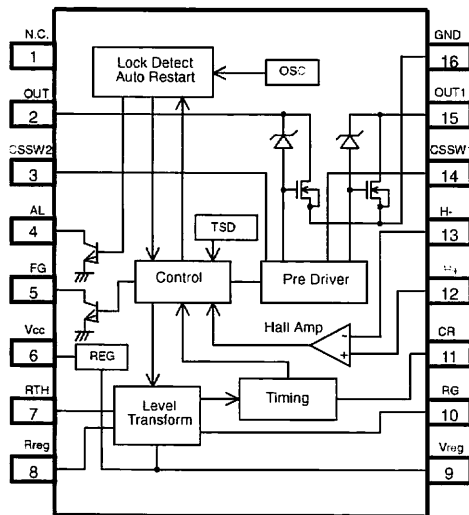 N.C.
1
OUT
2
CSSW2
3
AL
4
FG
5
Vcc
6
RTH
7
Rreg
8
Lock Detect
Auto Restart
OSC
TSD
Control
Pre Driver
Hall Amp
-
+
REG
Level
Transform
Timing
GND
16
OUT1
15
CSSW1
14
H-
13
H+
12
CR
11
RG
10
Vreg
9